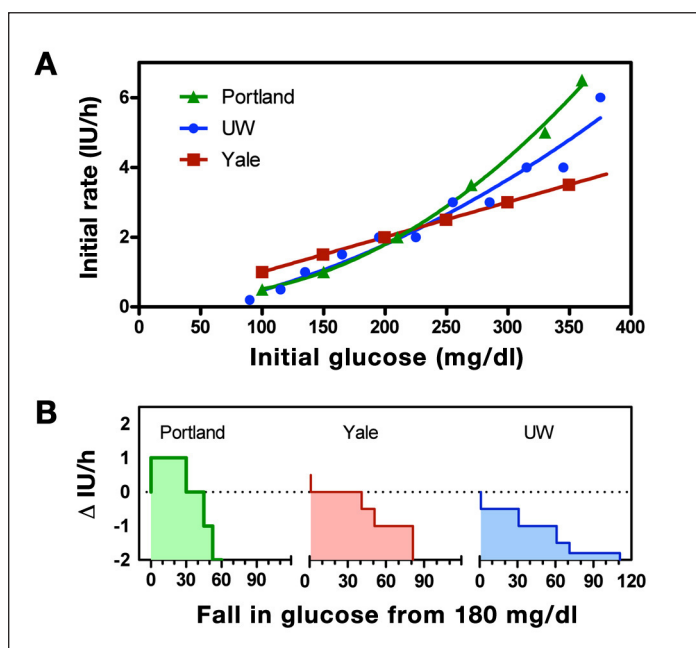 A
Initial rate (IU/h)
6
4
2
0
Portland
UW
Yale
0 50 100 150 200 250 300 350 400
Initial glucose (mg/dl)
B
Δ IU/h
2
1
0
-1
-2
Portland Yale UW
0 30 60 90 0 30 60 90 0 30 60 90 120
Fall in glucose from 180 mg/dl